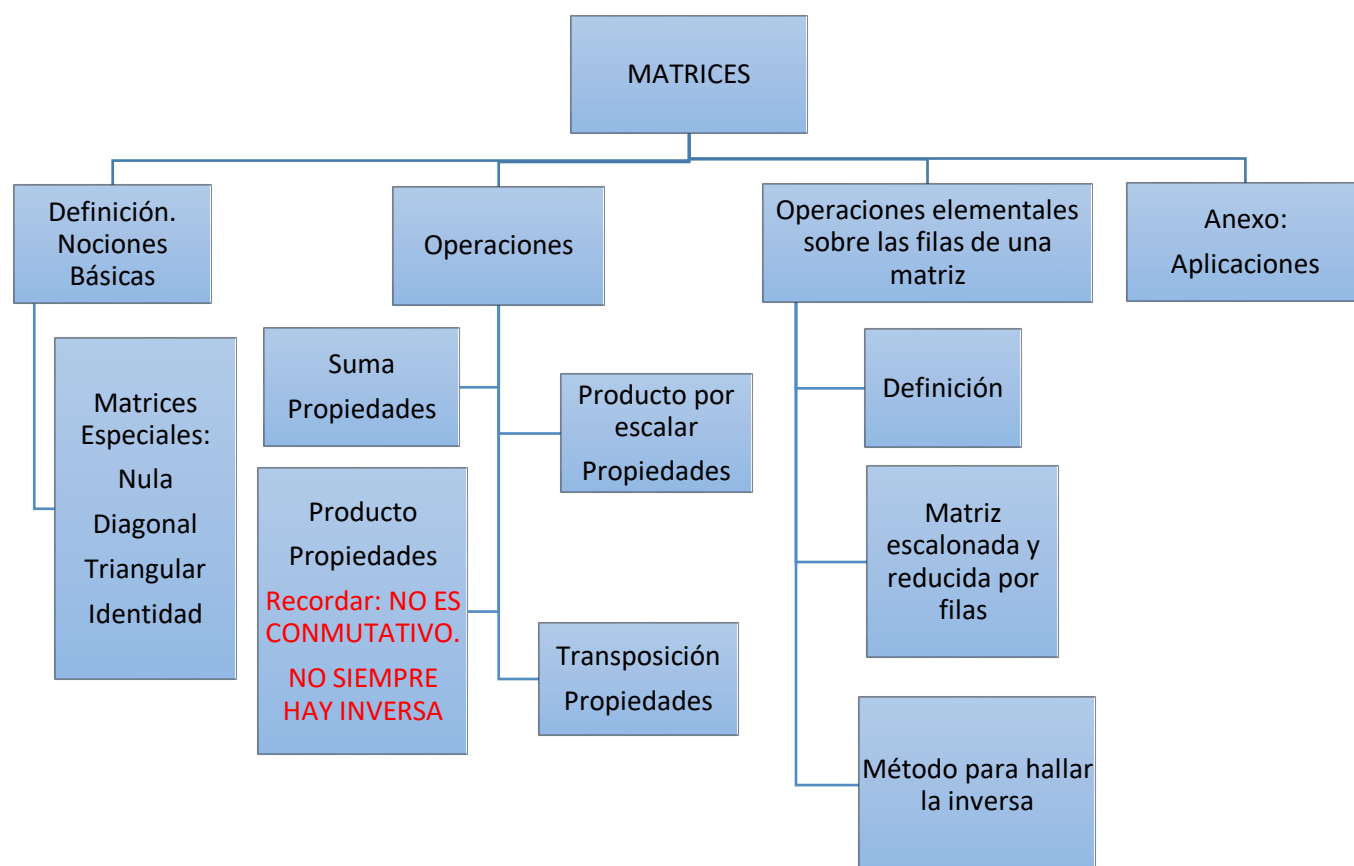 MATRICES
Definición.
Nociones
Básicas
Matrices
Especiales:
Nula
Diagonal
Triangular
Identidad
Operaciones
Suma
Propiedades
Producto por
escalar
Propiedades
Producto
Propiedades
Recordar: NO ES
CONMUTATIVO.
NO SIEMPRE
HAY INVERSA
Transposición
Propiedades
Operaciones elementales
sobre las filas de una
matriz
Definición
Matriz
escalonada y
reducida por
filas
Método para hallar
la inversa
Anexo:
Aplicaciones